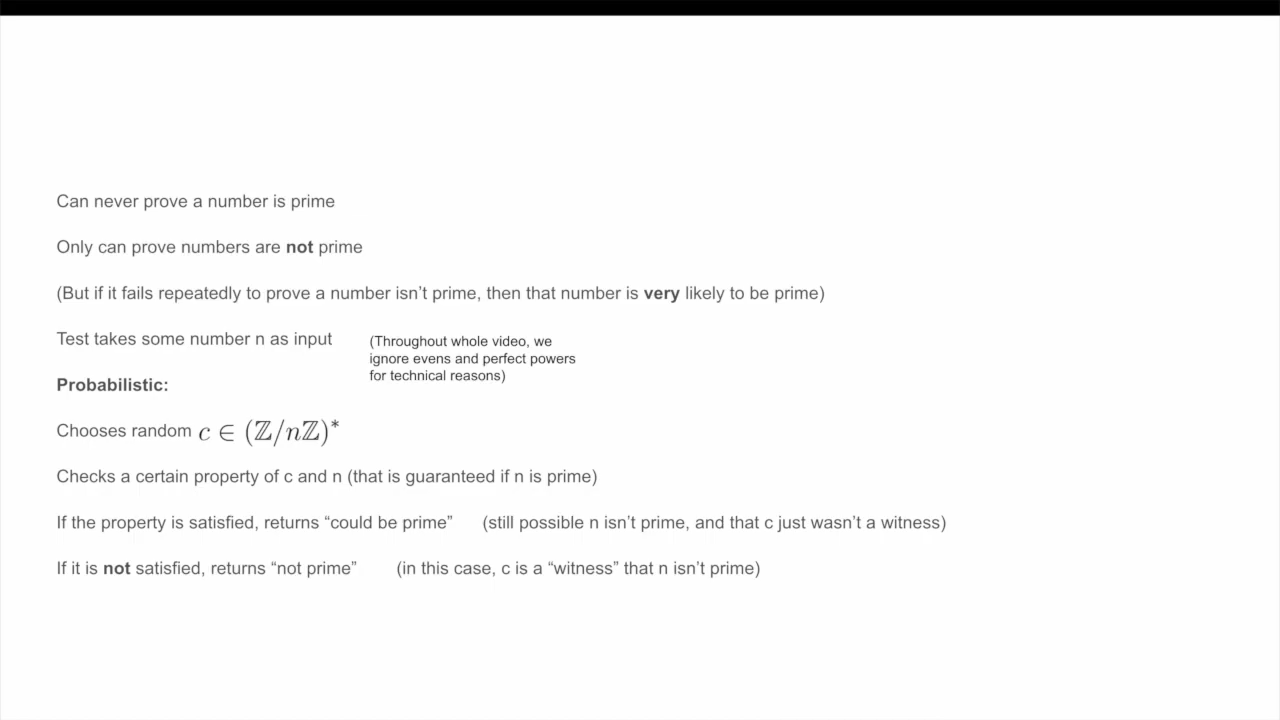 Can never prove a number is prime
Only can prove numbers are not prime
(But if it fails repeatedly to prove a number isn’t prime, then that number is very likely to be prime)
Test takes some number n as input
(Throughout whole video, we
ignore evens and perfect powers
for technical reasons)
Probabilistic:
Chooses random c ∈ (ℤ/nℤ)*
Checks a certain property of c and n (that is guaranteed if n is prime)
If the property is satisfied, returns “could be prime” (still possible n isn’t prime, and that c just wasn’t a witness)
If it is not satisfied, returns “not prime” (in this case, c is a “witness” that n isn’t prime)